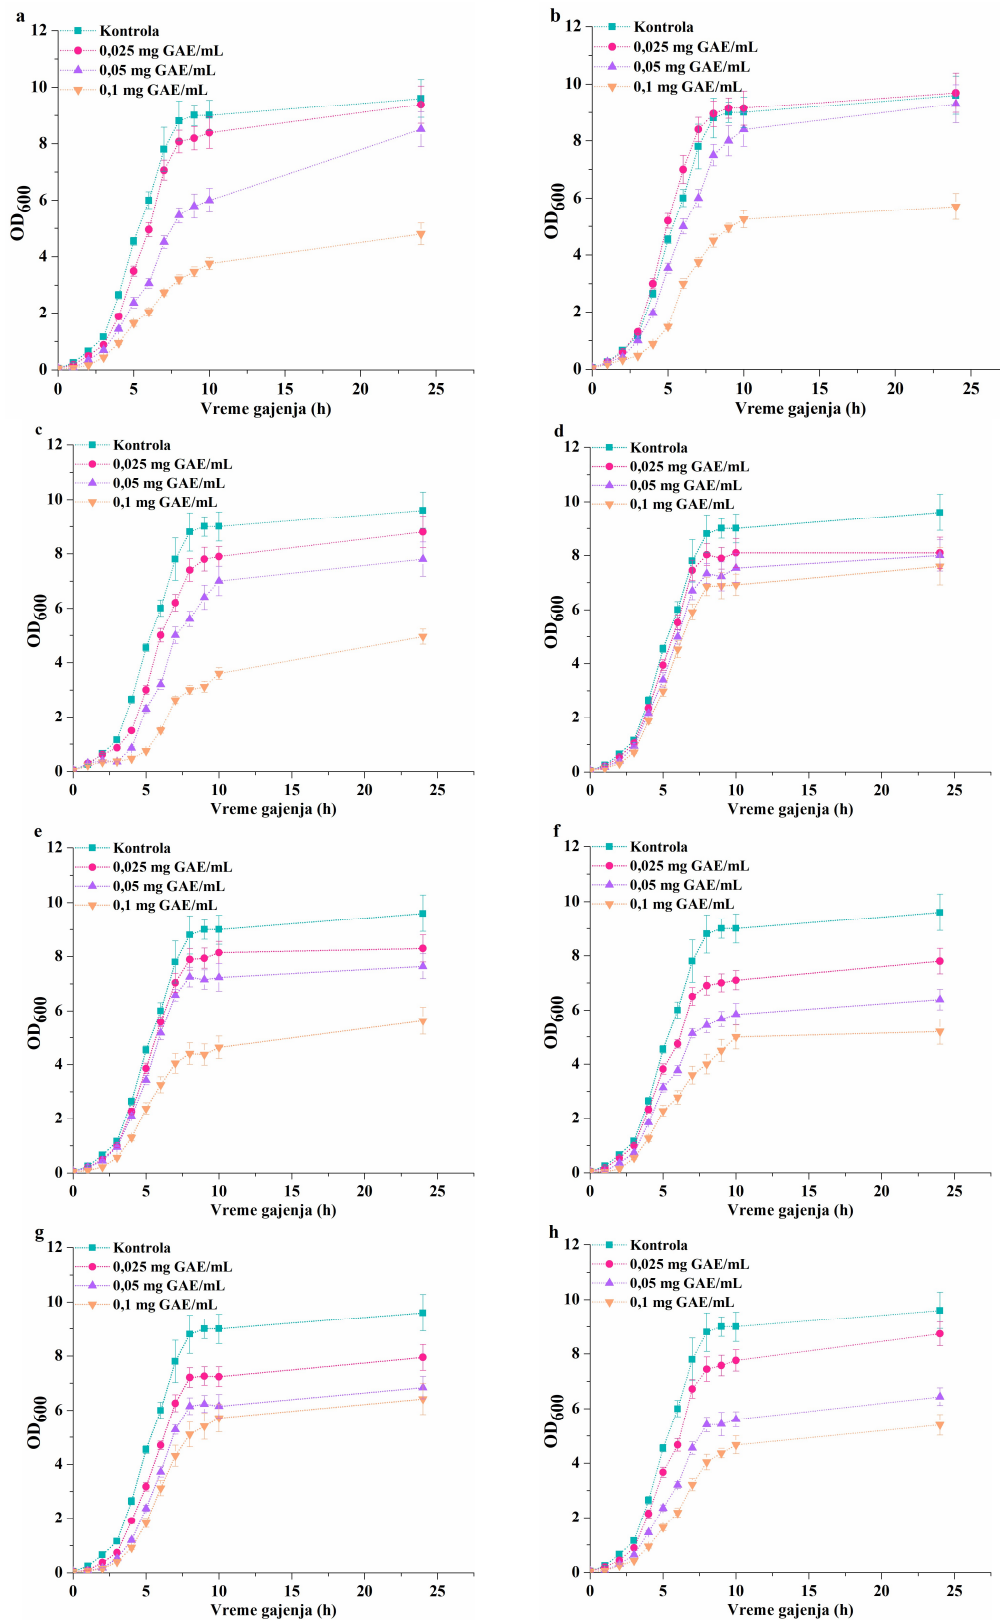 a
12
10
8
6
4
2
0
OD600
Kontrola
0,025 mg GAE/mL
0,05 mg GAE/mL
0,1 mg GAE/mL
0 5 10 15 20 25
Vreme gajenja (h)
b
12
10
8
6
4
2
0
OD600
Kontrola
0,025 mg GAE/mL
0,05 mg GAE/mL
0,1 mg GAE/mL
0 5 10 15 20 25
Vreme gajenja (h)
c
12
10
8
6
4
2
0
OD600
Kontrola
0,025 mg GAE/mL
0,05 mg GAE/mL
0,1 mg GAE/mL
0 5 10 15 20 25
Vreme gajenja (h)
d
12
10
8
6
4
2
0
OD600
Kontrola
0,025 mg GAE/mL
0,05 mg GAE/mL
0,1 mg GAE/mL
0 5 10 15 20 25
Vreme gajenja (h)
e
12
10
8
6
4
2
0
OD600
Kontrola
0,025 mg GAE/mL
0,05 mg GAE/mL
0,1 mg GAE/mL
0 5 10 15 20 25
Vreme gajenja (h)
f
12
10
8
6
4
2
0
OD600
Kontrola
0,025 mg GAE/mL
0,05 mg GAE/mL
0,1 mg GAE/mL
0 5 10 15 20 25
Vreme gajenja (h)
g
12
10
8
6
4
2
0
OD600
Kontrola
0,025 mg GAE/mL
0,05 mg GAE/mL
0,1 mg GAE/mL
0 5 10 15 20 25
Vreme gajenja (h)
h
12
10
8
6
4
2
0
OD600
Kontrola
0,025 mg GAE/mL
0,05 mg GAE/mL
0,1 mg GAE/mL
0 5 10 15 20 25
Vreme gajenja (h)